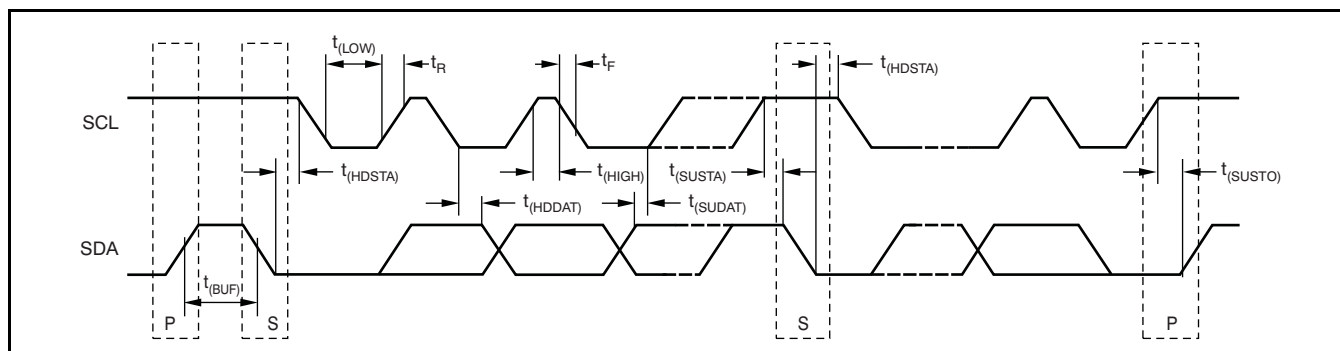 t(LOW)
tR
tF
t(HDSTA)
SCL
t(HDSTA)
t(HIGH)
t(SUSTA)
t(SUSTO)
t(HDDAT)
t(SUDAT)
SDA
t(BUF)
P
S
S
P